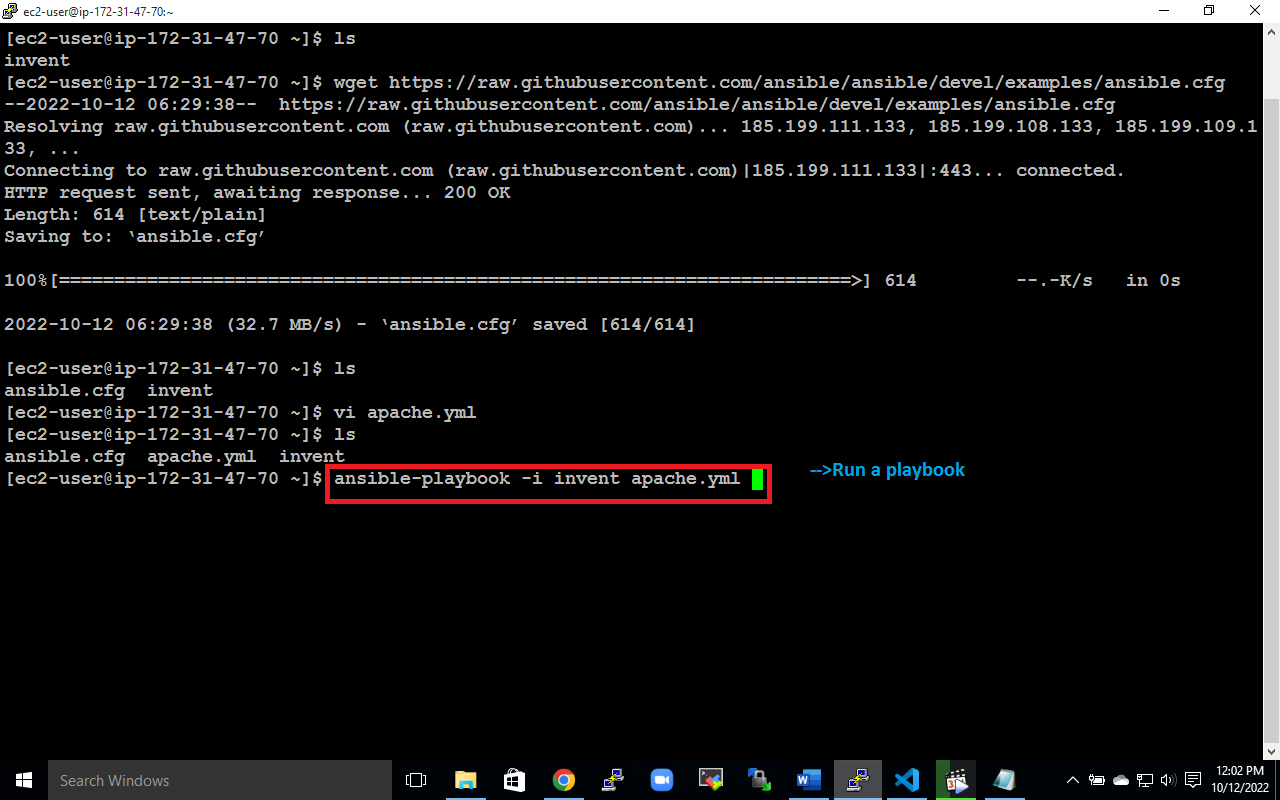 ec2-user@ip-172-31-47-70:~
[ec2-user@ip-172-31-47-70 ~]$ ls
invent
[ec2-user@ip-172-31-47-70 ~]$ wget https://raw.githubusercontent.com/ansible/ansible/devel/examples/ansible.cfg
--2022-10-12 06:29:38--  https://raw.githubusercontent.com/ansible/ansible/devel/examples/ansible.cfg
Resolving raw.githubusercontent.com (raw.githubusercontent.com)... 185.199.111.133, 185.199.108.133, 185.199.109.1
33, ...
Connecting to raw.githubusercontent.com (raw.githubusercontent.com)|185.199.111.133|:443... connected.
HTTP request sent, awaiting response... 200 OK
Length: 614 [text/plain]
Saving to: ‘ansible.cfg’
100%[========================================================================>] 614         --.-K/s   in 0s
2022-10-12 06:29:38 (32.7 MB/s) - ‘ansible.cfg’ saved [614/614]
[ec2-user@ip-172-31-47-70 ~]$ ls
ansible.cfg  invent
[ec2-user@ip-172-31-47-70 ~]$ vi apache.yml
[ec2-user@ip-172-31-47-70 ~]$ ls
ansible.cfg  apache.yml  invent
[ec2-user@ip-172-31-47-70 ~]$ ansible-playbook -i invent apache.yml
-->Run a playbook
Search Windows
12:02 PM
10/12/2022